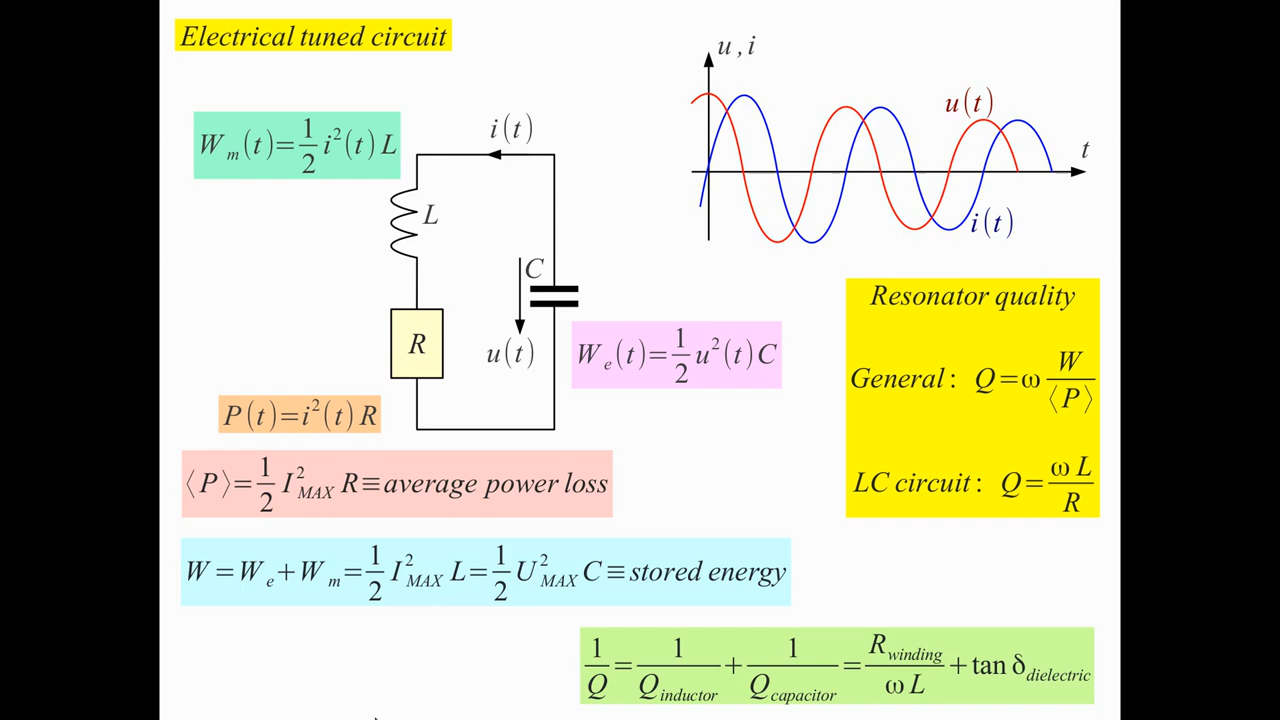 Electrical tuned circuit
u , i
u(t)
t
i(t)
W_m(t)=1/2 i²(t) L
i(t)
L
C
R
u(t)
W_e(t)=1/2 u²(t) C
P(t)=i²(t) R
⟨P⟩=1/2 I²_MAX R≡average power loss
W=W_e+W_m=1/2 I²_MAX L=1/2 U²_MAX C≡stored energy
Resonator quality
General : Q=ω W/⟨P⟩
LC circuit : Q=ω L/R
1/Q=1/Q_inductor+1/Q_capacitor=R_winding/ω L+tan δ_dielectric